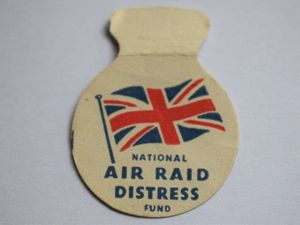 NATIONAL
AIR RAID
DISTRESS
FUND